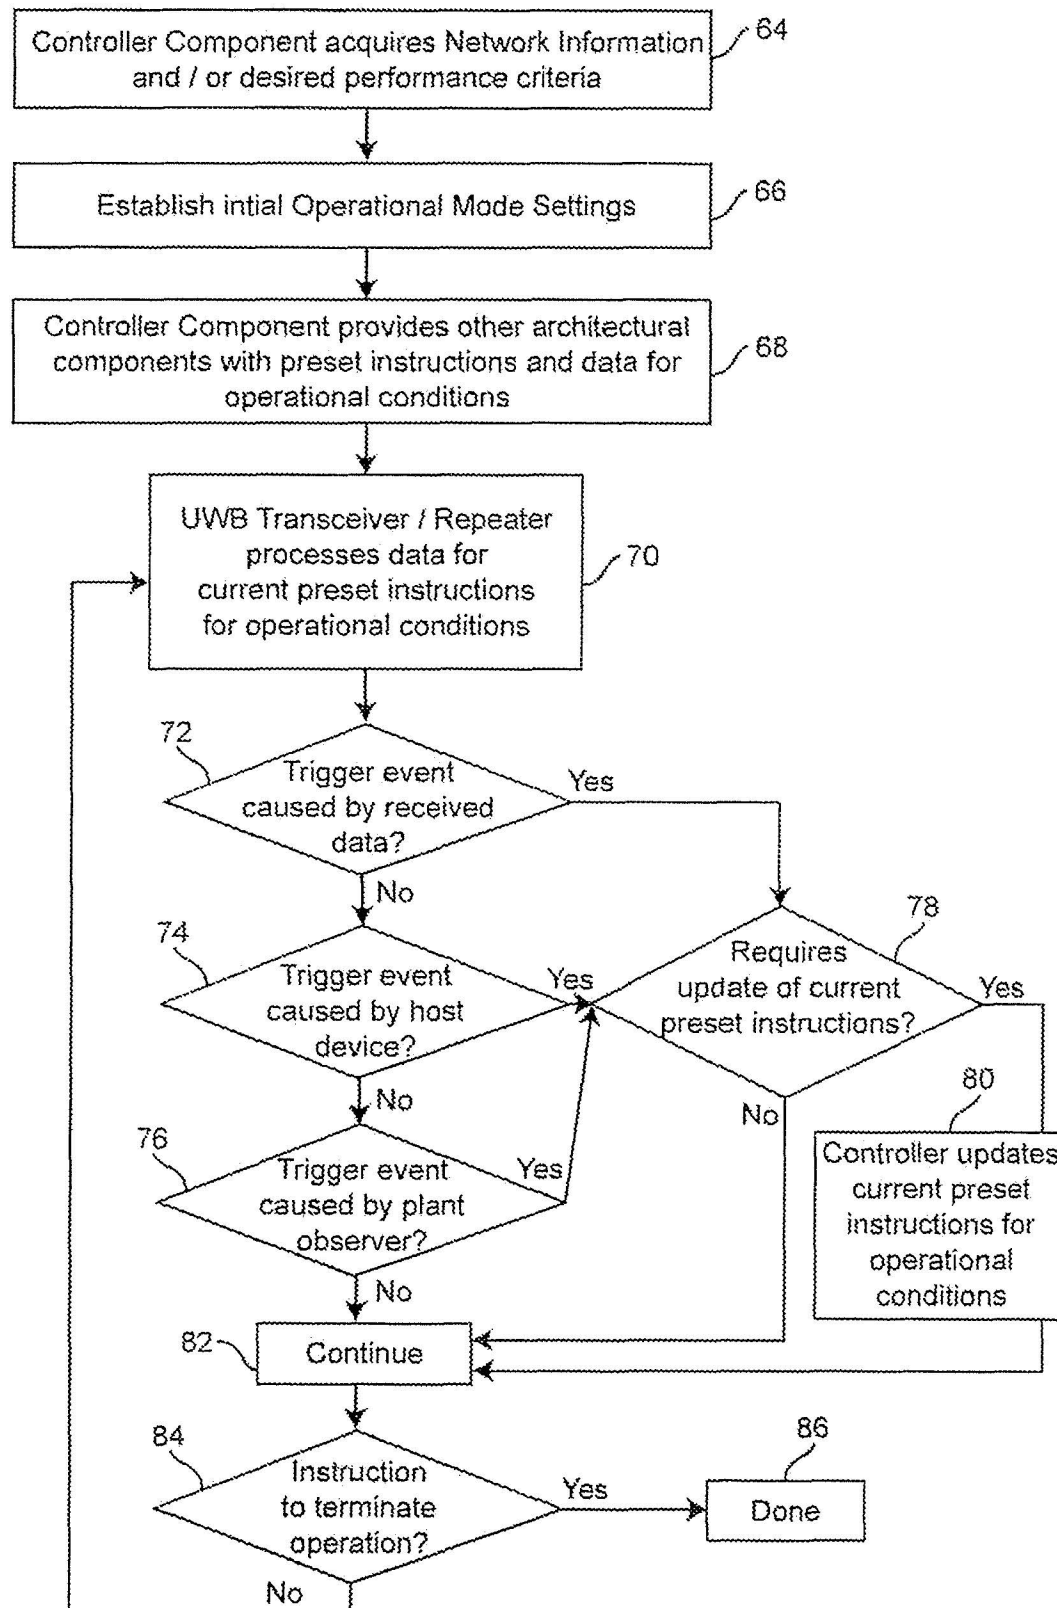 Controller Component acquires Network Information
and / or desired performance criteria
64
Establish intial Operational Mode Settings
66
Controller Component provides other architectural
components with preset instructions and data for
operational conditions
68
UWB Transceiver / Repeater
processes data for
current preset instructions
for operational conditions
70
72
Trigger event
caused by received
data?
Yes
No
74
Trigger event
caused by host
device?
Yes
No
78
Requires
update of current
preset instructions?
Yes
No
76
Trigger event
caused by plant
observer?
Yes
No
80
Controller updates
current preset
instructions for
operational
conditions
82
Continue
84
Instruction
to terminate
operation?
Yes
No
86
Done